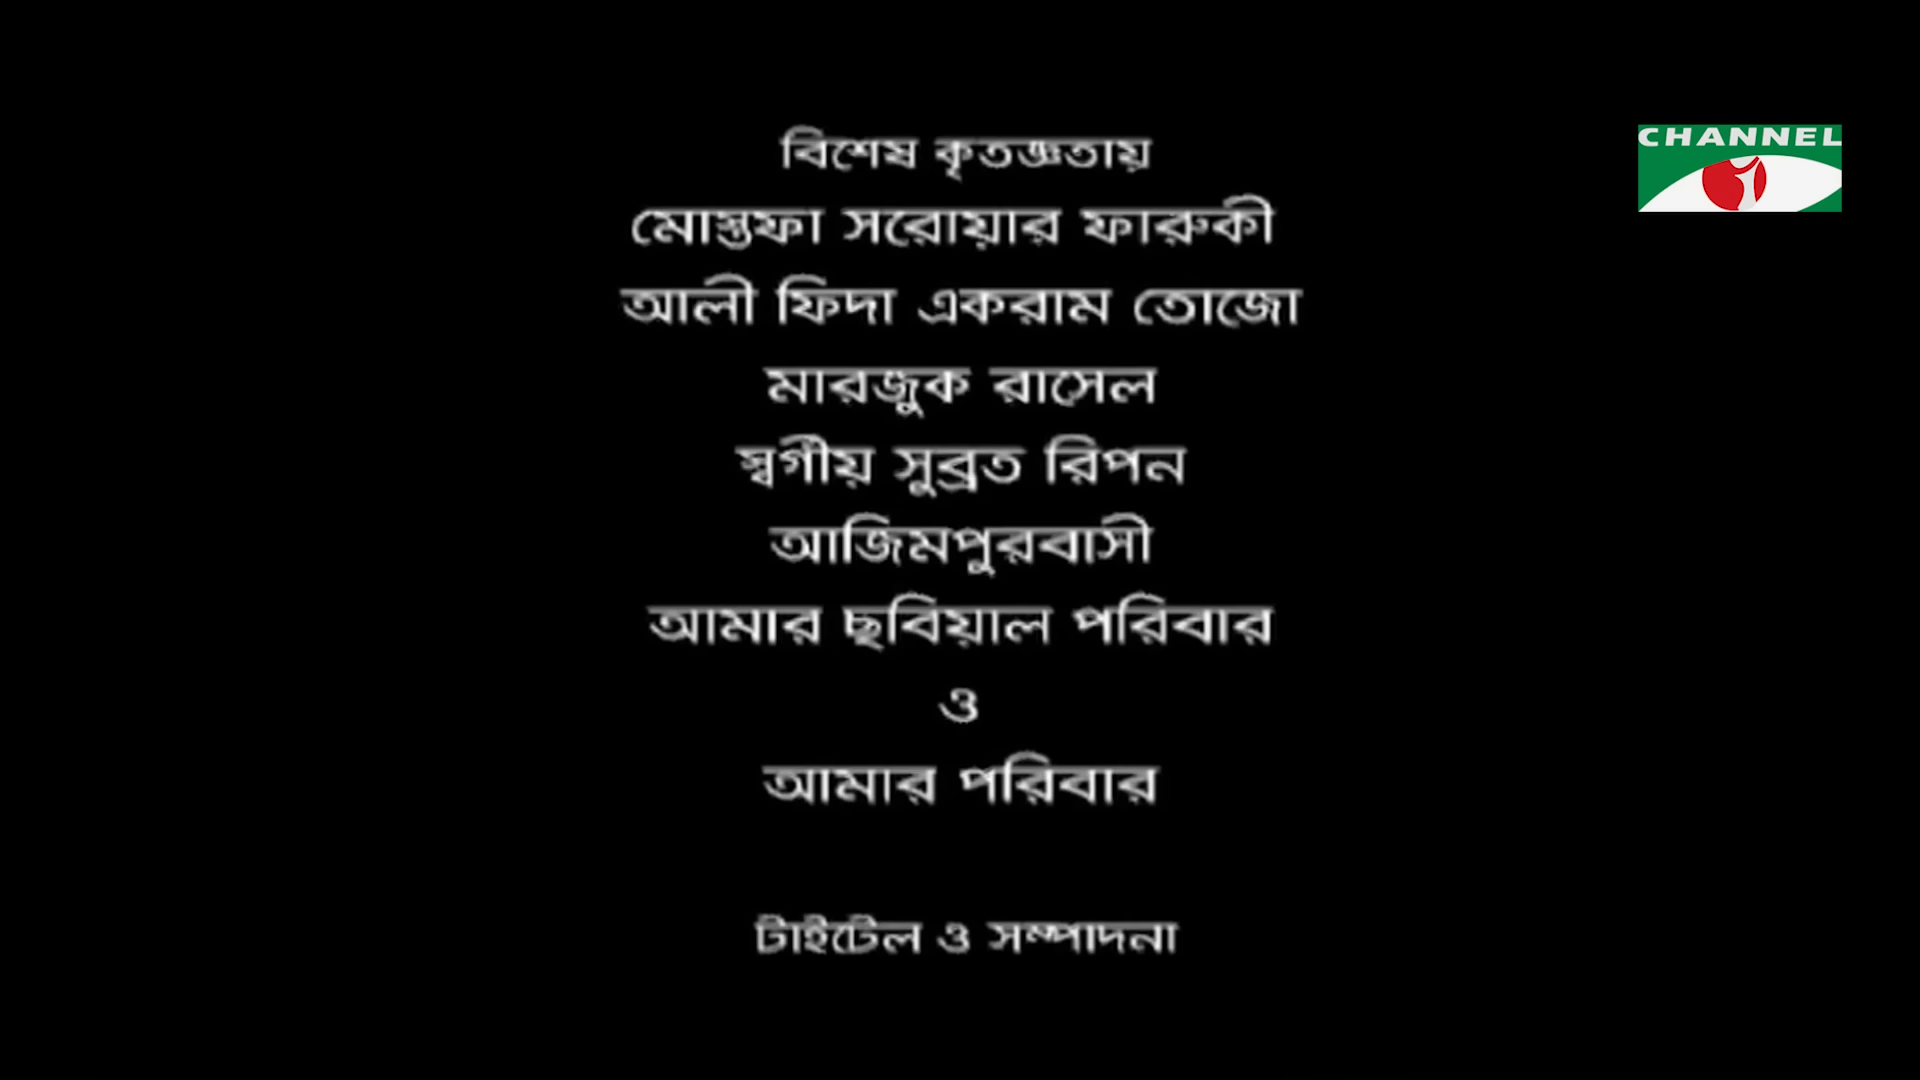 বিশেষ কৃতজ্ঞতায়
মোস্তফা সরোয়ার ফারুকী
আলী ফিদা একরাম তোজো
মারজুক রাসেল
স্বর্গীয় সুব্রত রিপন
আজিমপুরবাসী
আমার ছবিয়াল পরিবার
ও
আমার পরিবার
টাইটেল ও সম্পাদনা
CHANNEL i